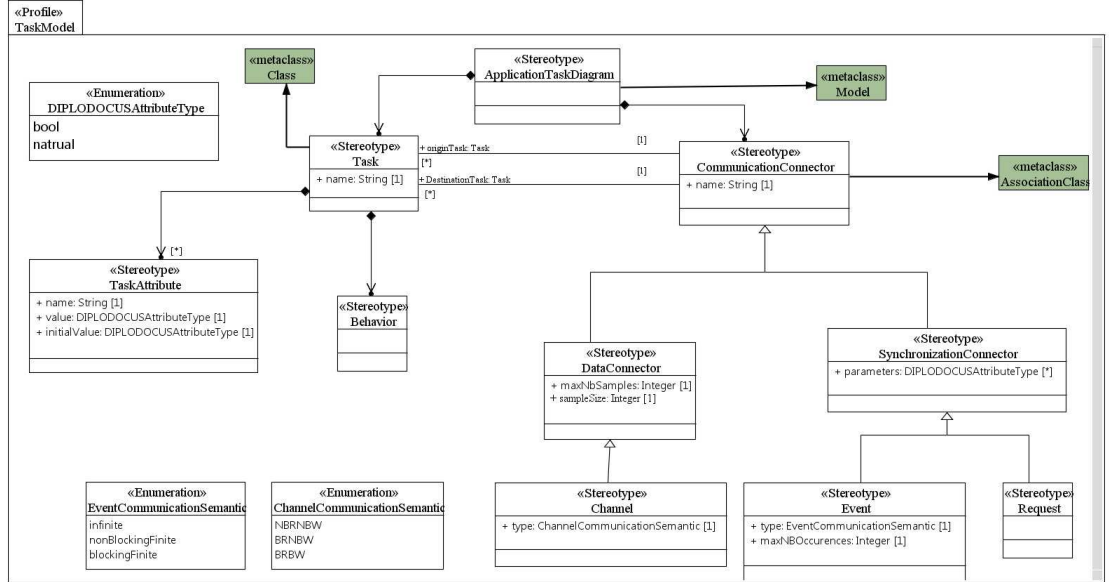 «Profile»
TaskModel
«metaclass»
Class
«Stereotype»
ApplicationTaskDiagram
«metaclass»
Model
«Enumeration»
DIPLODOCUSAttributeType
bool
natrual
«Stereotype»
Task
+ name: String [1]
+ originTask: Task
[1]
[*]
+ DestinationTask: Task
[1]
[*]
«Stereotype»
CommunicationConnector
+ name: String [1]
«metaclass»
AssociationClass
[*]
«Stereotype»
TaskAttribute
+ name: String [1]
+ value: DIPLODOCUSAttributeType [1]
+ initialValue: DIPLODOCUSAttributeType [1]
«Stereotype»
Behavior
«Stereotype»
DataConnector
+ maxNbSamples: Integer [1]
+ sampleSize: Integer [1]
«Stereotype»
SynchronizationConnector
+ parameters: DIPLODOCUSAttributeType [*]
«Enumeration»
EventCommunicationSemantic
infinite
nonBlockingFinite
blockingFinite
«Enumeration»
ChannelCommunicationSemantic
NBRNBW
BRNBW
BRBW
«Stereotype»
Channel
+ type: ChannelCommunicationSemantic [1]
«Stereotype»
Event
+ type: EventCommunicationSemantic [1]
+ maxNBOccurences: Integer [1]
«Stereotype»
Request